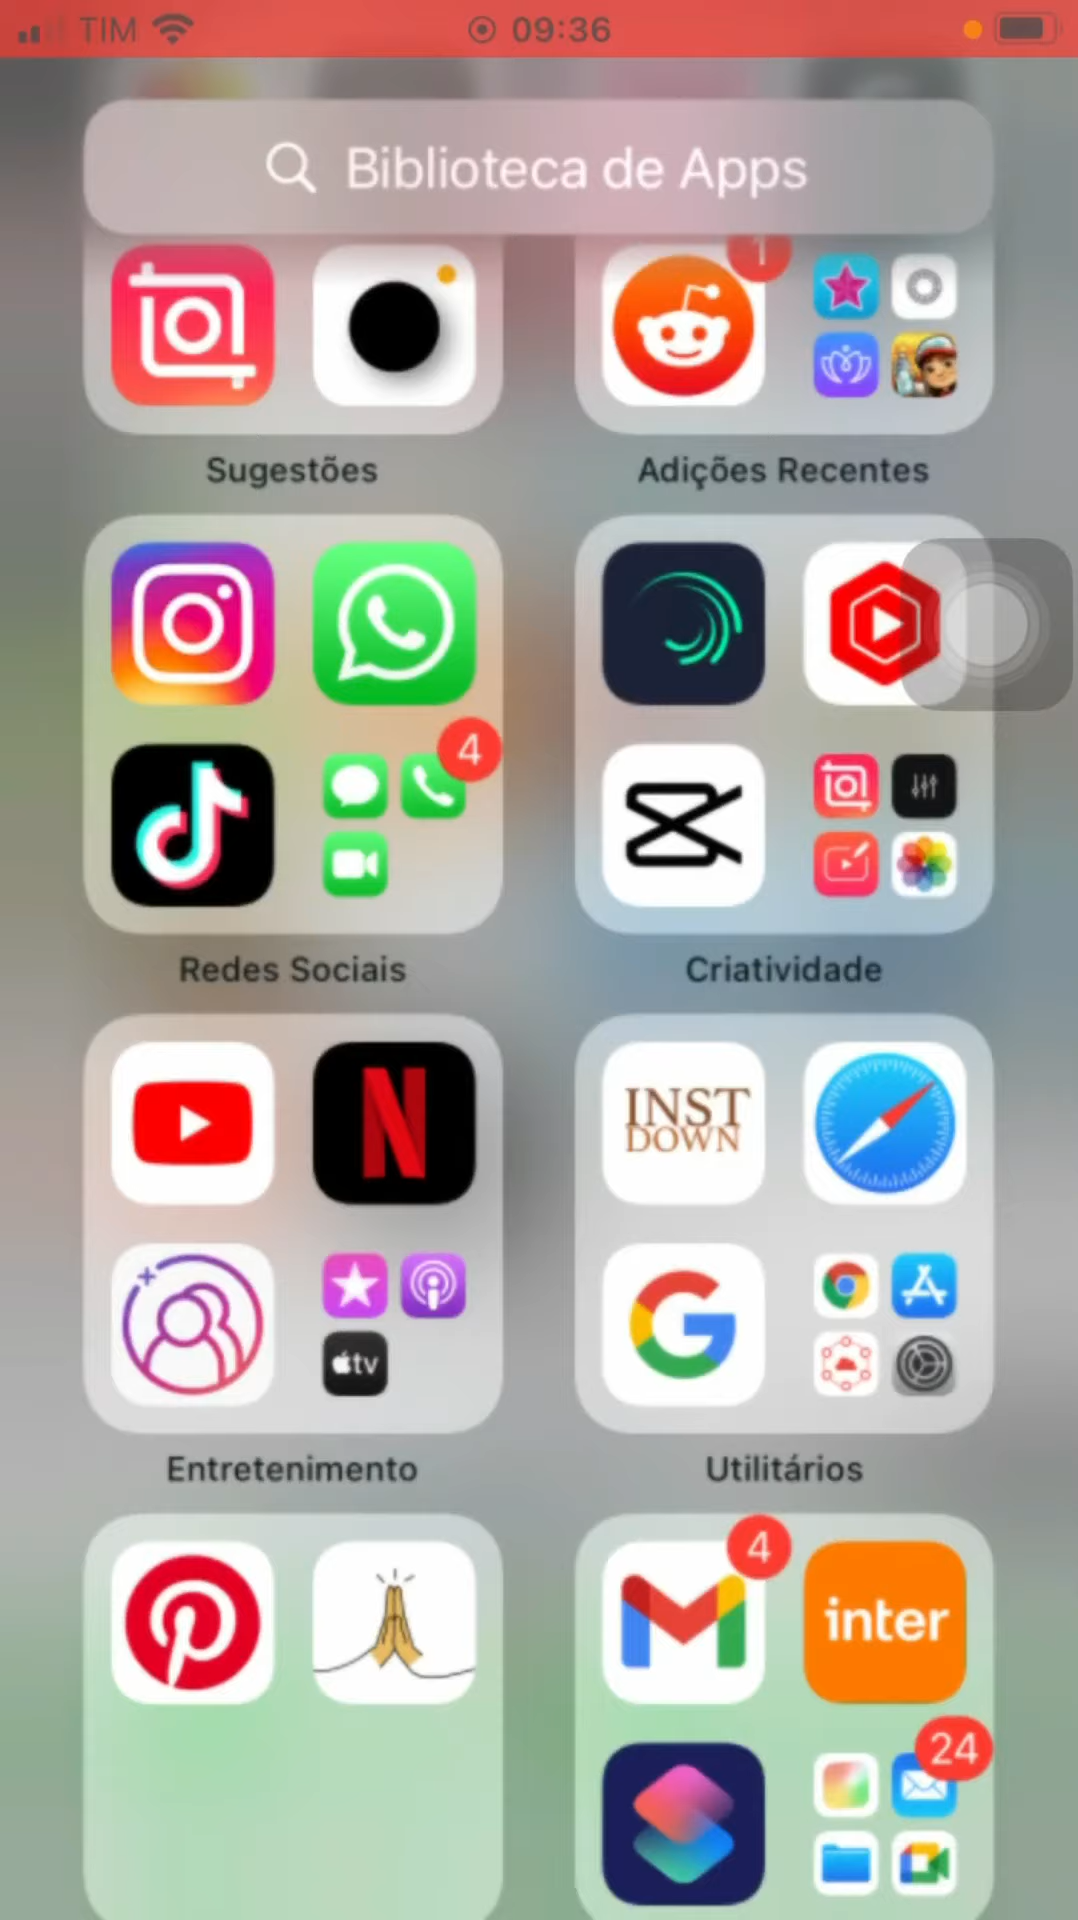 TIM 09:36
Biblioteca de Apps
1
Sugestões Adições Recentes
4
Redes Sociais Criatividade
N INST
DOWN
G
tv
Entretenimento Utilitários
4
inter
24